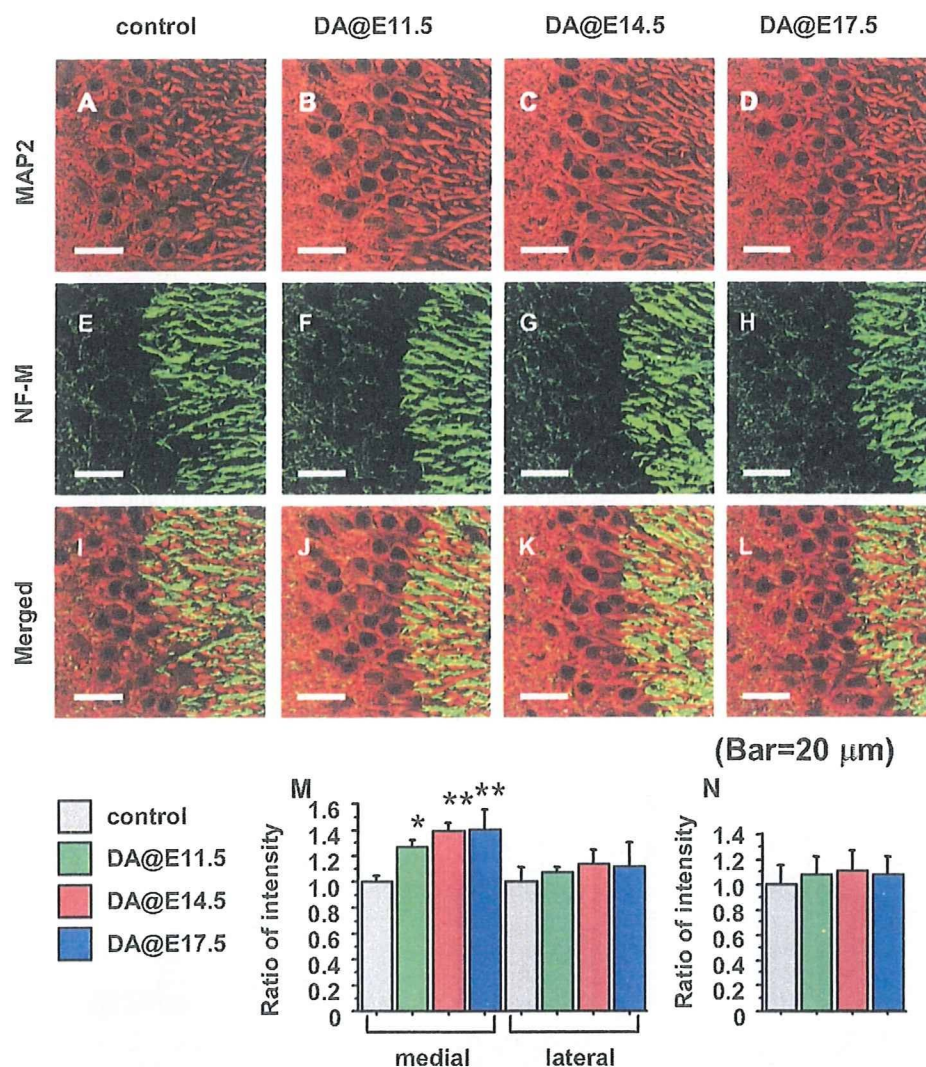 control DA@E11.5 DA@E14.5 DA@E17.5
MAP2
A B C D
NF-M
E F G H
Merged
I J K L
(Bar=20 μm)
control
DA@E11.5
DA@E14.5
DA@E17.5
M
Ratio of intensity
1.6
1.4
1.2
1.0
0.8
0.6
0.4
0.2
0
* ** **
medial lateral
N
Ratio of intensity
1.4
1.2
1.0
0.8
0.6
0.4
0.2
0